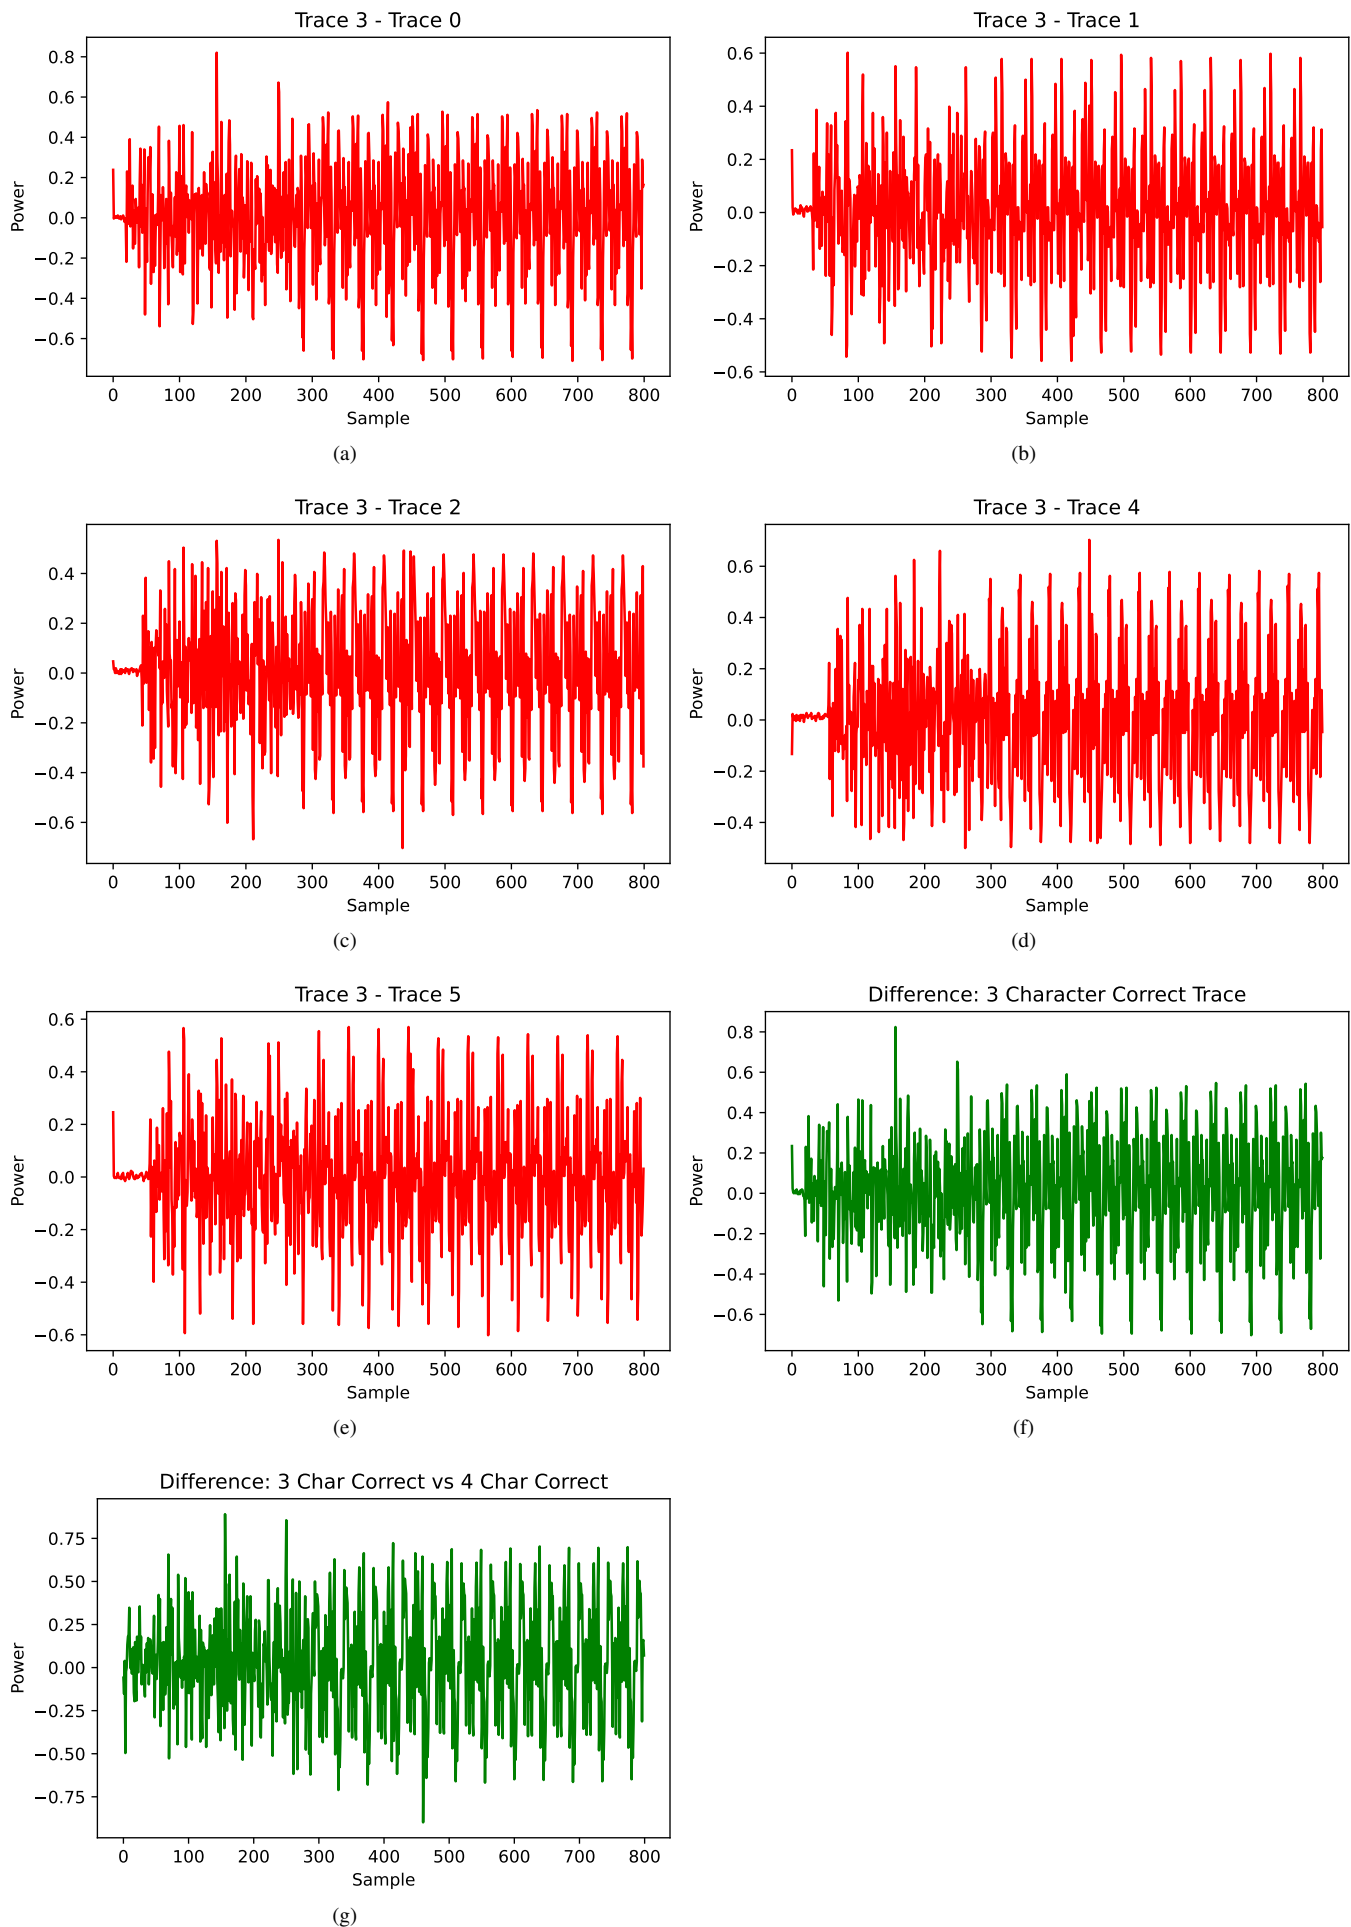 Trace 3 - Trace 0
0.8
0.6
0.4
0.2
0.0
−0.2
−0.4
−0.6
Power
0 100 200 300 400 500 600 700 800
Sample
(a)
Trace 3 - Trace 1
0.6
0.4
0.2
0.0
−0.2
−0.4
−0.6
Power
0 100 200 300 400 500 600 700 800
Sample
(b)
Trace 3 - Trace 2
0.4
0.2
0.0
−0.2
−0.4
−0.6
Power
0 100 200 300 400 500 600 700 800
Sample
(c)
Trace 3 - Trace 4
0.6
0.4
0.2
0.0
−0.2
−0.4
Power
0 100 200 300 400 500 600 700 800
Sample
(d)
Trace 3 - Trace 5
0.6
0.4
0.2
0.0
−0.2
−0.4
−0.6
Power
0 100 200 300 400 500 600 700 800
Sample
(e)
Difference: 3 Character Correct Trace
0.8
0.6
0.4
0.2
0.0
−0.2
−0.4
−0.6
Power
0 100 200 300 400 500 600 700 800
Sample
(f)
Difference: 3 Char Correct vs 4 Char Correct
0.75
0.50
0.25
0.00
−0.25
−0.50
−0.75
Power
0 100 200 300 400 500 600 700 800
Sample
(g)